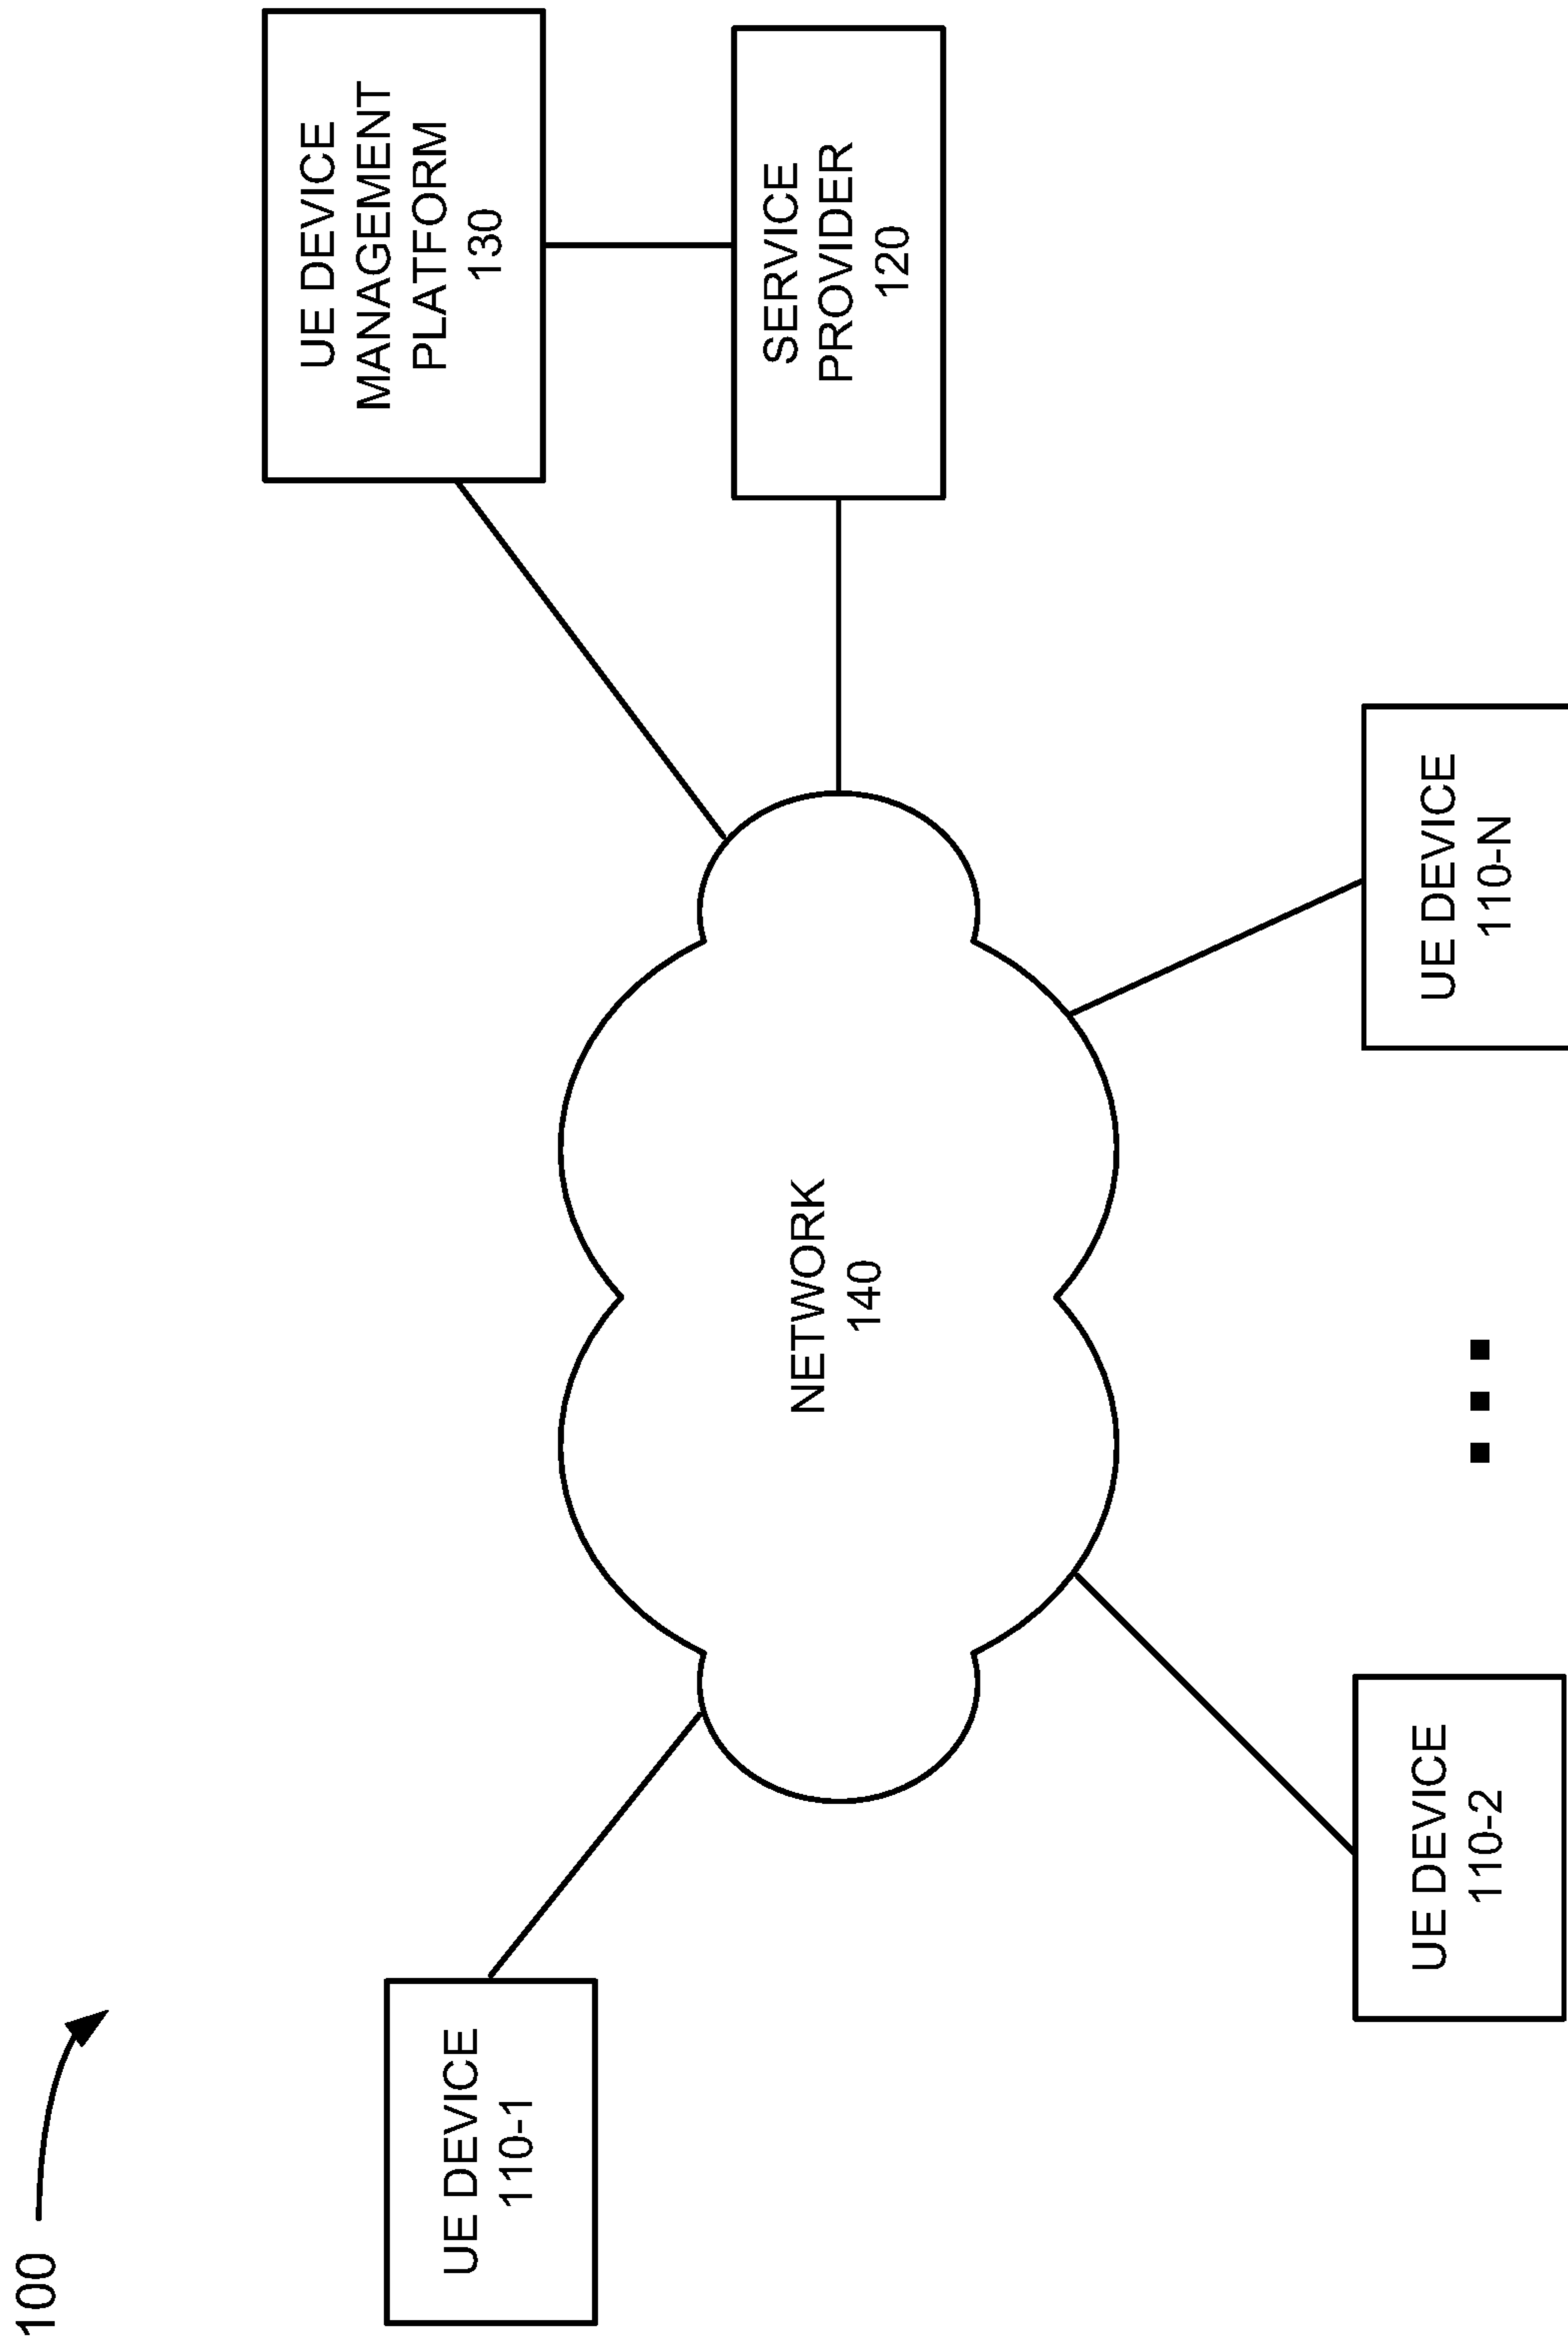 100
UE DEVICE
110-1
UE DEVICE
MANAGEMENT
PLATFORM
130
NETWORK
140
SERVICE
PROVIDER
120
UE DEVICE
110-2
UE DEVICE
110-N